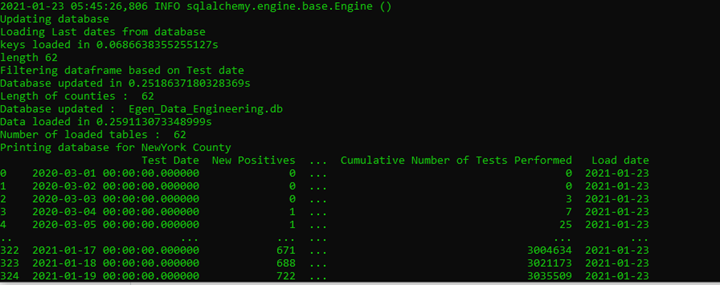 2021-01-23 05:45:26,806 INFO sqlalchemy.engine.base.Engine ()
Updating database
Loading Last dates from database
keys loaded in 0.0686638355255127s
length 62
Filtering dataframe based on Test date
Database updated in 0.2518637180328369s
Length of counties :  62
Database updated :  Egen_Data_Engineering.db
Data loaded in 0.259113073348999s
Number of loaded tables :  62
Printing database for NewYork County
Test Date  New Positives  ...  Cumulative Number of Tests Performed   Load date
0    2020-03-01 00:00:00.000000              0  ...                                     0  2021-01-23
1    2020-03-02 00:00:00.000000              0  ...                                     0  2021-01-23
2    2020-03-03 00:00:00.000000              0  ...                                     3  2021-01-23
3    2020-03-04 00:00:00.000000              1  ...                                     7  2021-01-23
4    2020-03-05 00:00:00.000000              1  ...                                    25  2021-01-23
..                          ...            ...  ...                                   ...         ...
322  2021-01-17 00:00:00.000000            671  ...                               3004634  2021-01-23
323  2021-01-18 00:00:00.000000            688  ...                               3021173  2021-01-23
324  2021-01-19 00:00:00.000000            722  ...                               3035509  2021-01-23